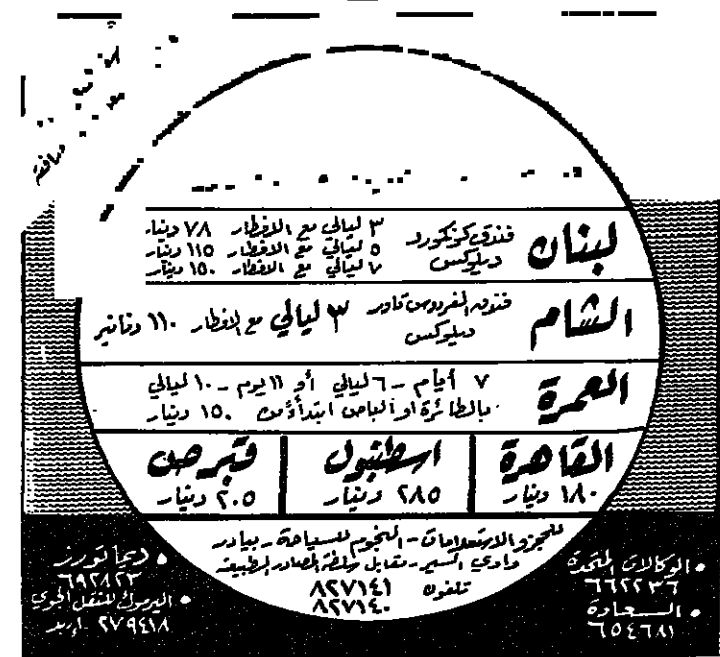 لبنان
فندق كونكورد
ديلوكس
٣ ليالي مع الافطار ٧٨ دينار
٥ ليالي مع الافطار ١١٥ دينار
٧ ليالي مع الافطار ١٥٠ دينار
الشام
فندق الفردوس تاور
ديلوكس
٣ ليالي مع الافطار ١١٠ دنانير
العمرة
٧ أيام - ٦ ليالي أو ١١ يوم - ١٠ ليالي
بالطائرة او الباص ابتدأ من ١٥٠ دينار
القاهرة
١٨٠ دينار
اسطنبول
٢٨٥ دينار
قبرص
٢٠٥ دينار
للحجز والاستعلامات - النجوم للسياحة - بيادر
وادي السير - مقابل سلطة المصادر الطبيعية
تلفون ٨٢٧١٤١
٨٢٧١٤٠
• الوكالات المتحدة
٦٦٢٢٣٦
• السعادة
٦٥٤٦٨١
• ديما تورز
٦٩٢٨٢٣
• اليرموك للنقل الجوي
٢٧٩٤١٨ اربد